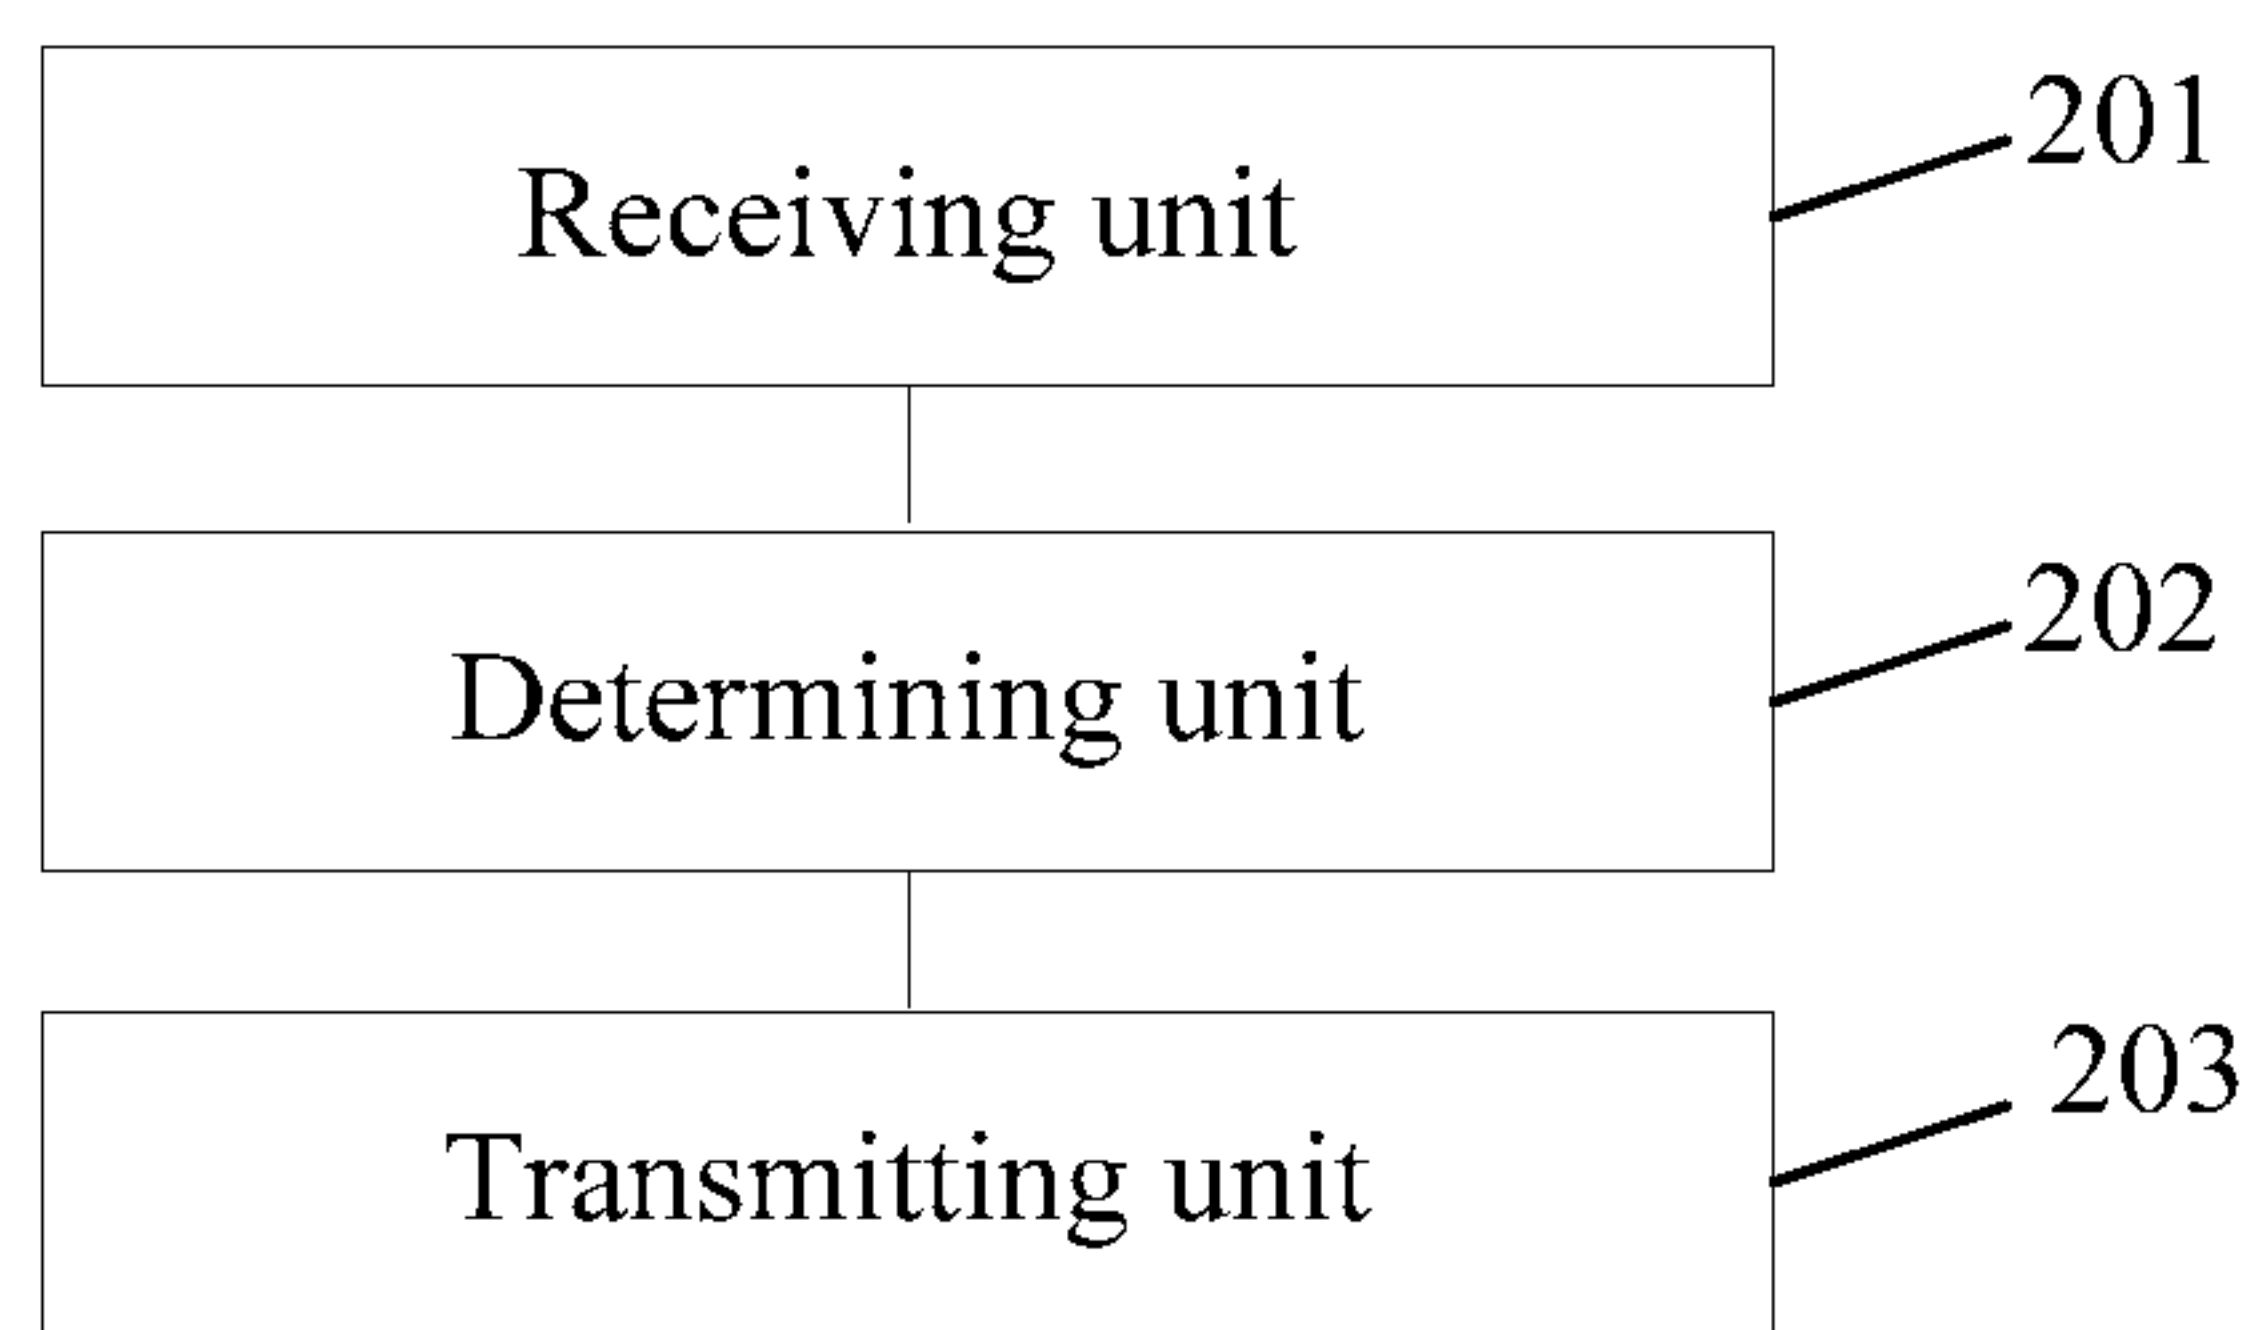 Receiving unit
201
Determining unit
202
Transmitting unit
203